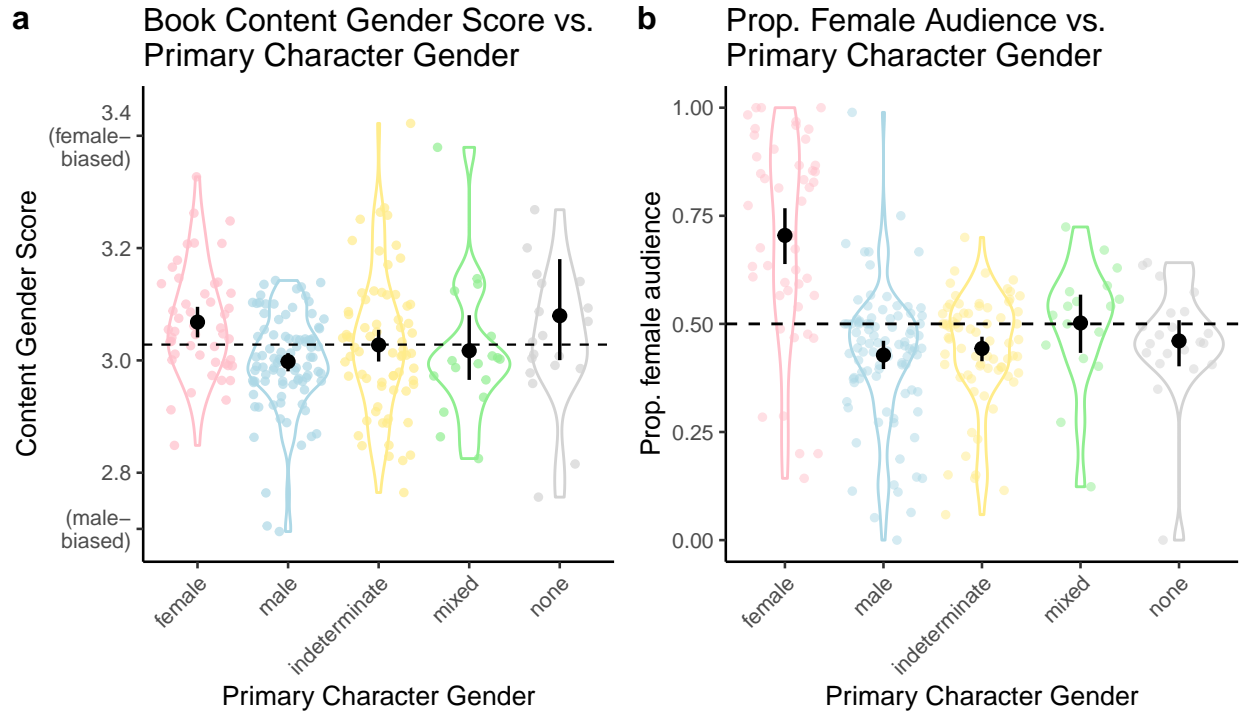 a
Book Content Gender Score vs.
Primary Character Gender
Content Gender Score
3.4
(female–
biased)
3.2
3.0
2.8
(male–
biased)
female
male
indeterminate
mixed
none
Primary Character Gender
b
Prop. Female Audience vs.
Primary Character Gender
Prop. female audience
1.00
0.75
0.50
0.25
0.00
female
male
indeterminate
mixed
none
Primary Character Gender